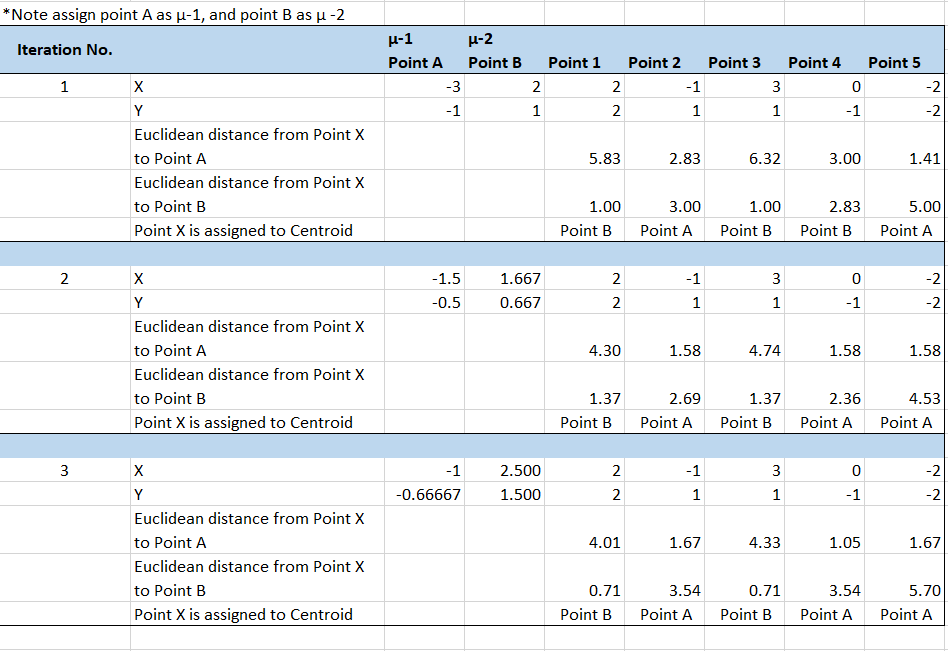 *Note assign point A as μ-1, and point B as μ -2
μ-1 μ-2
Iteration No.
Point A Point B Point 1 Point 2 Point 3 Point 4 Point 5
1 X -3 2 2 -1 3 0 -2
Y -1 1 2 1 1 -1 -2
Euclidean distance from Point X
to Point A 5.83 2.83 6.32 3.00 1.41
Euclidean distance from Point X
to Point B 1.00 3.00 1.00 2.83 5.00
Point X is assigned to Centroid Point B Point A Point B Point B Point A
2 X -1.5 1.667 2 -1 3 0 -2
Y -0.5 0.667 2 1 1 -1 -2
Euclidean distance from Point X
to Point A 4.30 1.58 4.74 1.58 1.58
Euclidean distance from Point X
to Point B 1.37 2.69 1.37 2.36 4.53
Point X is assigned to Centroid Point B Point A Point B Point A Point A
3 X -1 2.500 2 -1 3 0 -2
Y -0.66667 1.500 2 1 1 -1 -2
Euclidean distance from Point X
to Point A 4.01 1.67 4.33 1.05 1.67
Euclidean distance from Point X
to Point B 0.71 3.54 0.71 3.54 5.70
Point X is assigned to Centroid Point B Point A Point B Point A Point A